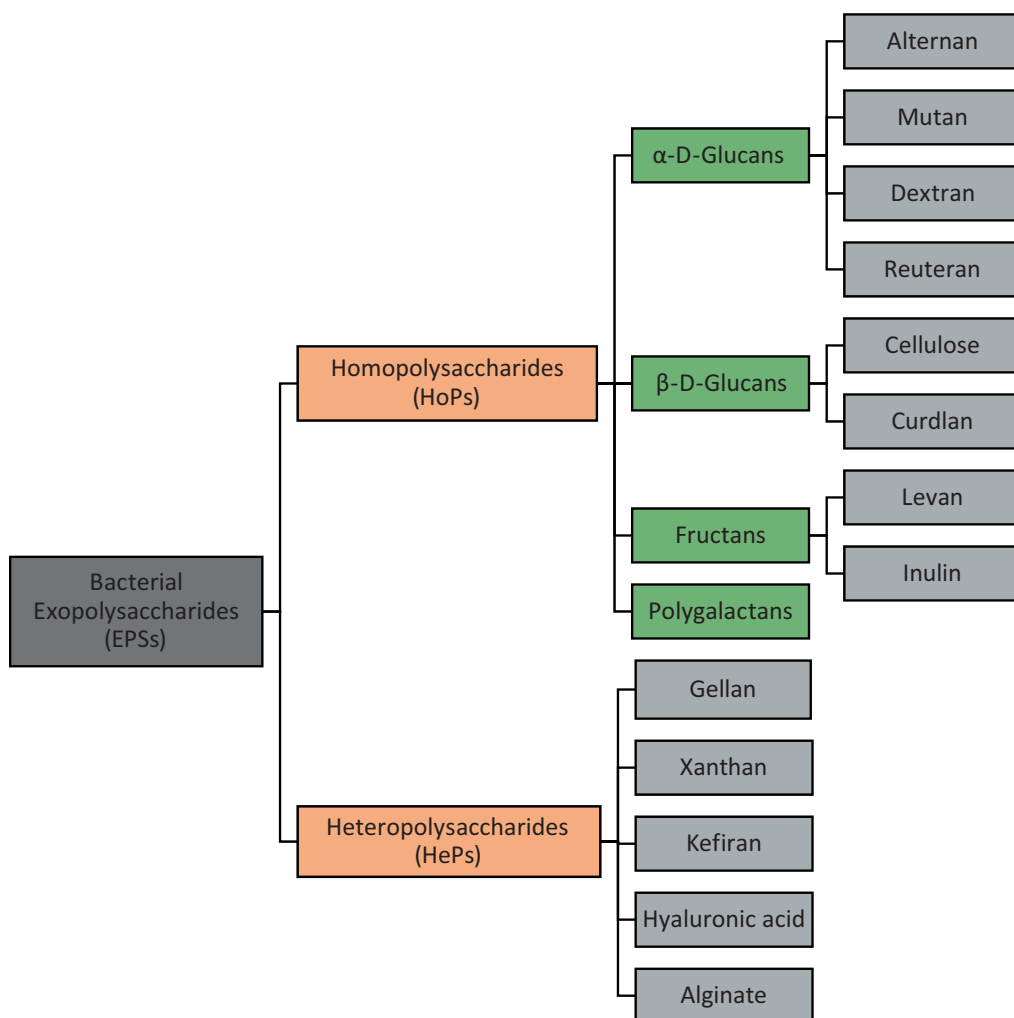 Bacterial
Exopolysaccharides
(EPSs)
Homopolysaccharides
(HoPs)
α-D-Glucans
Alternan
Mutan
Dextran
Reuteran
β-D-Glucans
Cellulose
Curdlan
Fructans
Levan
Inulin
Polygalactans
Heteropolysaccharides
(HePs)
Gellan
Xanthan
Kefiran
Hyaluronic acid
Alginate